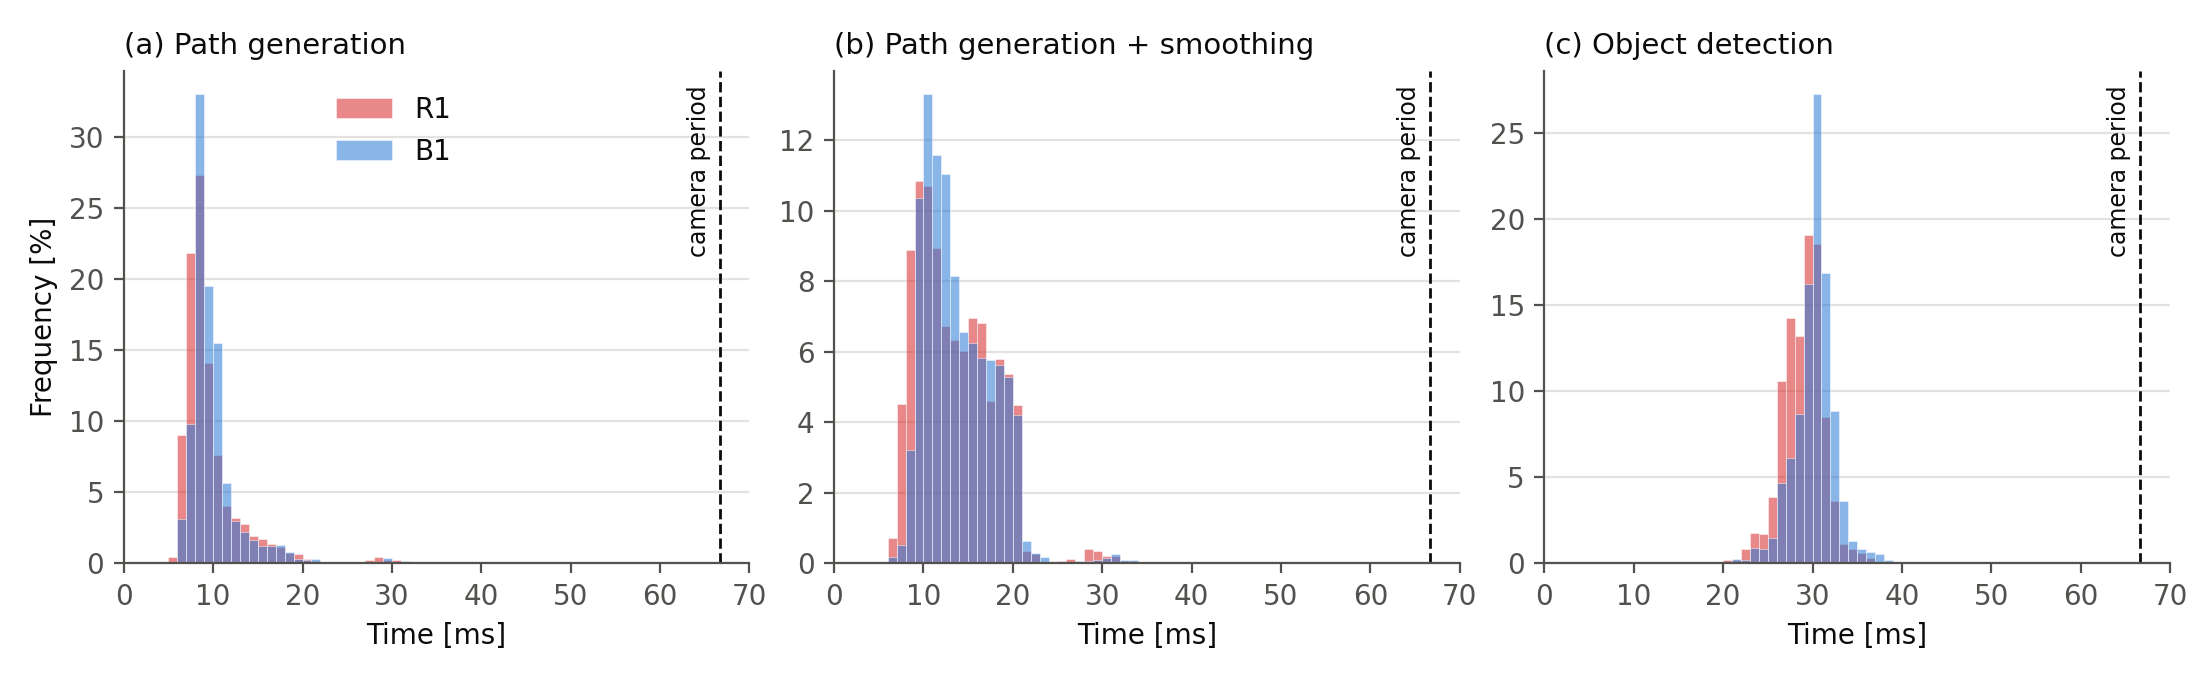 (a) Path generation
R1
B1
camera period
Frequency [%]
30
25
20
15
10
5
0
0 10 20 30 40 50 60 70
Time [ms]
(b) Path generation + smoothing
camera period
12
10
8
6
4
2
0
0 10 20 30 40 50 60 70
Time [ms]
(c) Object detection
camera period
25
20
15
10
5
0
0 10 20 30 40 50 60 70
Time [ms]